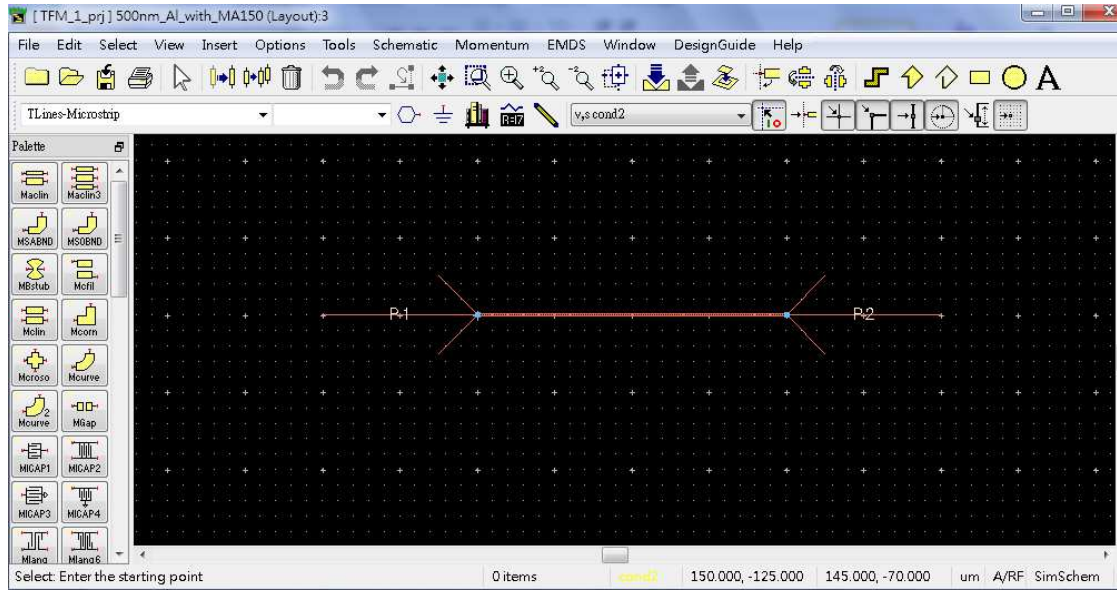 [ TFM_1_prj ] 500nm_Al_with_MA150 (Layout):3
File Edit Select View Insert Options Tools Schematic Momentum EMDS Window DesignGuide Help
A
TLines-Microstrip v,s cond2
Palette
Maclin Maclin3
MSABND MSOBND
MBstub Mcfil
Mclin Mcorn
Mcroso Mcurve
Mcurve MGap
MICAP1 MICAP2
MICAP3 MICAP4
Mlang Mlang6
P1 P2
Select: Enter the starting point 0 items cond2 150.000, -125.000 145.000, -70.000 um A/RF SimSchem